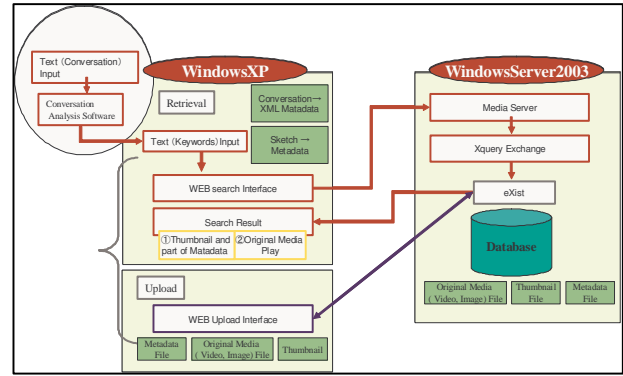 Text (Conversation)
Input
Conversation
Analysis Software
WindowsXP
Retrieval
Conversation→
XML Matadata
Text (Keywords) Input
Sketch →
Metadata
WEB search Interface
Search Result
①Thumbnail and
part of Matadata
②Original Media
Play
Upload
WEB Upload Interface
Metadata
File
Original Media
( Video, Image) File
Thumbnail
WindowsServer2003
Media Server
Xquery Exchange
eXist
Database
Original Media
( Video, Image) File
Thumbnail
File
Metadata
File